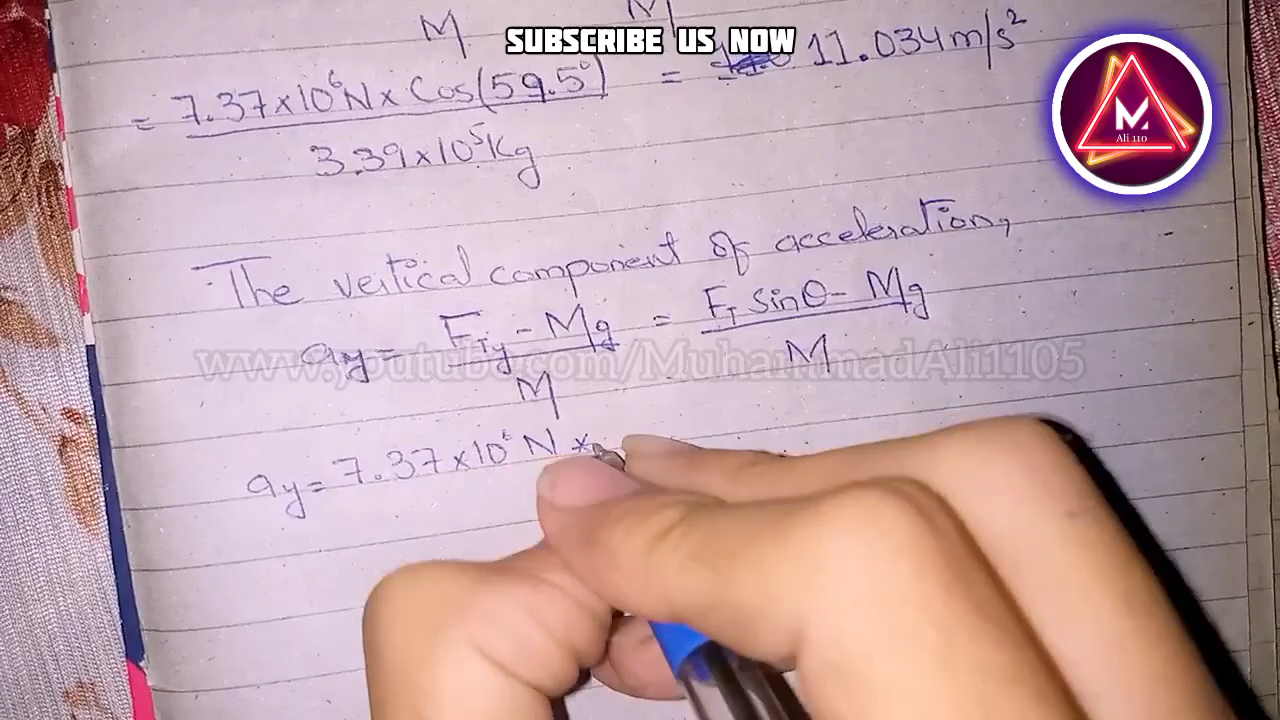 M M
SUBSCRIBE US NOW
= 7.37×10⁶N × Cos(59.5°) = 11.034 m/s²
3.39×10⁵Kg
M
Ali 110
The vertical component of acceleration,
ay = FTy - Mg = FT sinθ - Mg
M M
www.youtube.com/MuhammadAli1105
ay = 7.37×10⁶ N ×